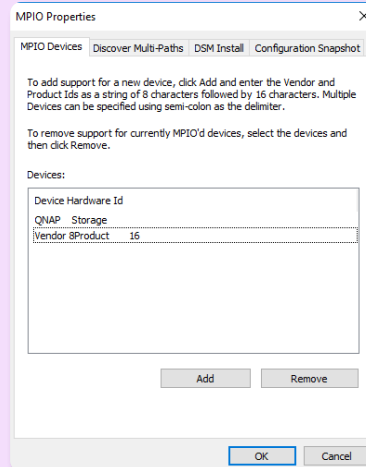 MPIO Properties
MPIO Devices Discover Multi-Paths DSM Install Configuration Snapshot
To add support for a new device, click Add and enter the Vendor and
Product Ids as a string of 8 characters followed by 16 characters. Multiple
Devices can be specified using semi-colon as the delimiter.
To remove support for currently MPIO'd devices, select the devices and
then click Remove.
Devices:
Device Hardware Id
QNAP Storage
Vendor 8Product 16
Add Remove
OK Cancel